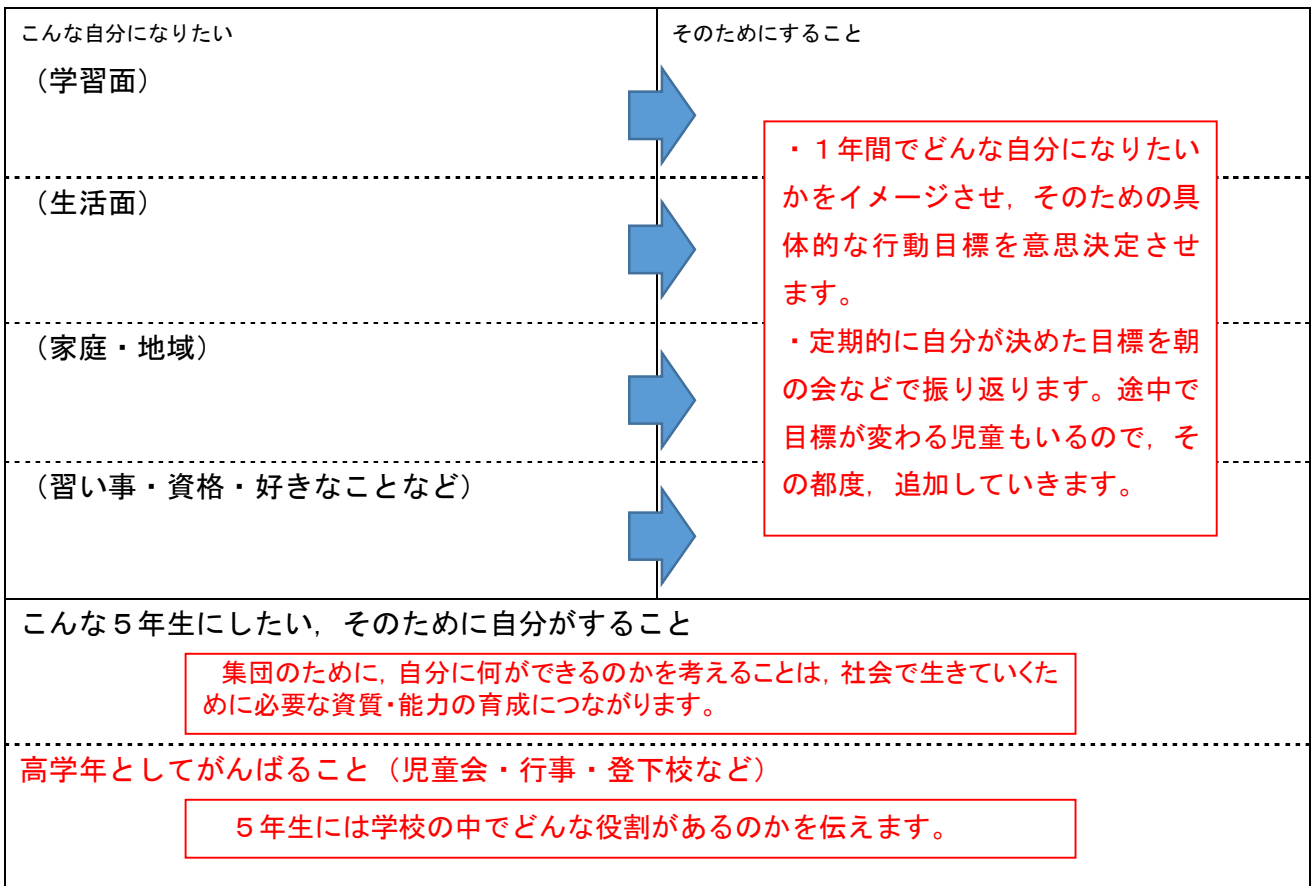 こんな自分になりたい
そのためにすること
（学習面）
（生活面）
（家庭・地域）
（習い事・資格・好きなことなど）
・１年間でどんな自分になりたい
かをイメージさせ，そのための具
体的な行動目標を意思決定させ
ます。
・定期的に自分が決めた目標を朝
の会などで振り返ります。途中で
目標が変わる児童もいるので，そ
の都度，追加していきます。
こんな５年生にしたい，そのために自分がすること
集団のために，自分に何ができるのかを考えることは，社会で生きていくた
めに必要な資質・能力の育成につながります。
高学年としてがんばること（児童会・行事・登下校など）
５年生には学校の中でどんな役割があるのかを伝えます。